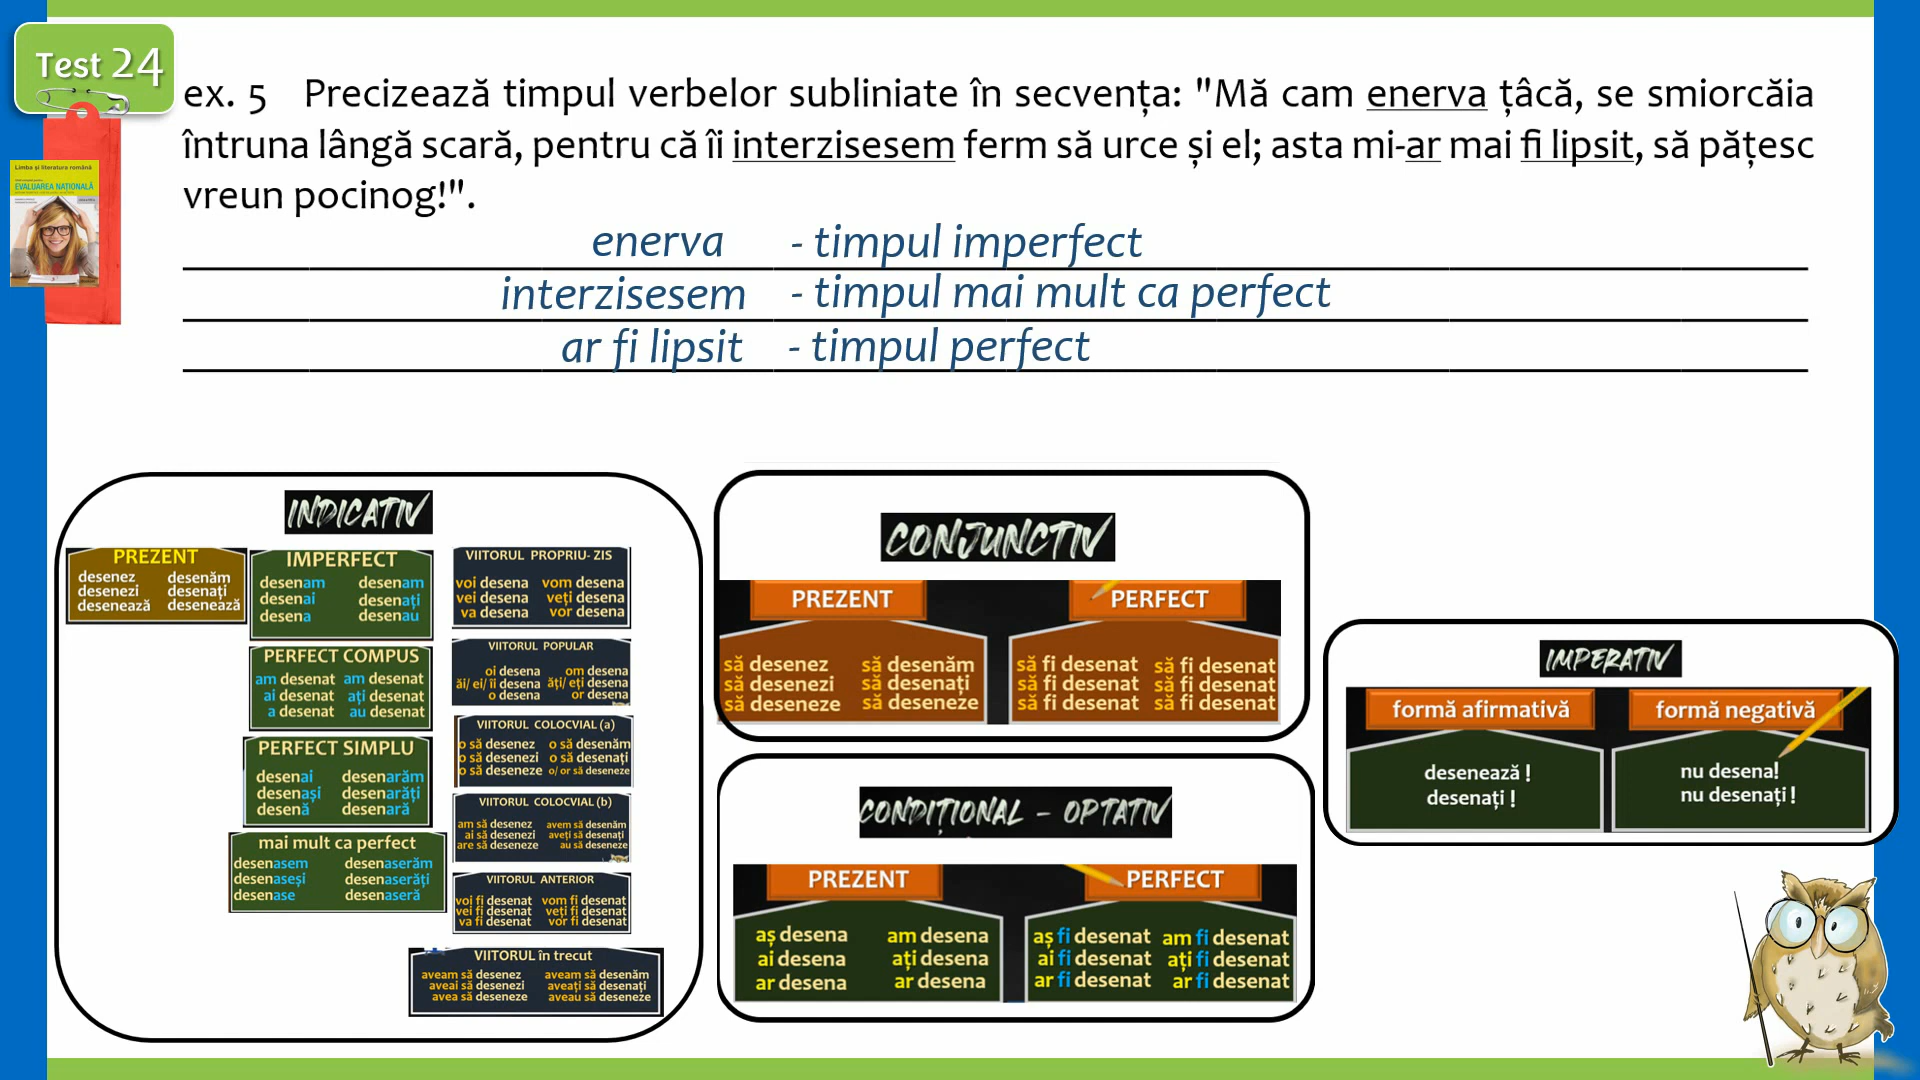 Test 24
ex. 5 Precizează timpul verbelor subliniate în secvența: "Mă cam enerva țâcă, se smiorcăia
întruna lângă scară, pentru că îi interzisesem ferm să urce și el; asta mi-ar mai fi lipsit, să pățesc
vreun pocinog!".
Limba și literatura română
EVALUAREA NAȚIONALĂ
enerva - timpul imperfect
interzisesem - timpul mai mult ca perfect
ar fi lipsit - timpul perfect
INDICATIV
PREZENT
desenez desenăm
desenezi desenați
desenează desenează
IMPERFECT
desenam desenam
desenai desenați
desena desenau
PERFECT COMPUS
am desenat am desenat
ai desenat ați desenat
a desenat au desenat
PERFECT SIMPLU
desenai desenarăm
desenași desenarăți
desenă desenară
mai mult ca perfect
desenasem desenaserăm
desenaseși desenaserăți
desenase desenaseră
VIITORUL PROPRIU- ZIS
voi desena vom desena
vei desena veți desena
va desena vor desena
VIITORUL POPULAR
oi desena om desena
ăi/ ei/ îi desena ăți/ eți desena
o desena or desena
VIITORUL COLOCVIAL (a)
o să desenez o să desenăm
o să desenezi o să desenați
o să deseneze o/ or să deseneze
VIITORUL COLOCVIAL (b)
am să desenez avem să desenăm
ai să desenezi aveți să desenați
are să deseneze au să deseneze
VIITORUL ANTERIOR
voi fi desenat vom fi desenat
vei fi desenat veți fi desenat
va fi desenat vor fi desenat
VIITORUL în trecut
aveam să desenez aveam să desenăm
aveai să desenezi aveați să desenați
avea să deseneze aveau să deseneze
CONJUNCTIV
PREZENT
să desenez să desenăm
să desenezi să desenați
să deseneze să deseneze
PERFECT
să fi desenat să fi desenat
să fi desenat să fi desenat
să fi desenat să fi desenat
CONDIȚIONAL - OPTATIV
PREZENT
aș desena am desena
ai desena ați desena
ar desena ar desena
PERFECT
aș fi desenat am fi desenat
ai fi desenat ați fi desenat
ar fi desenat ar fi desenat
IMPERATIV
formă afirmativă
desenează !
desenați !
formă negativă
nu desena!
nu desenați !